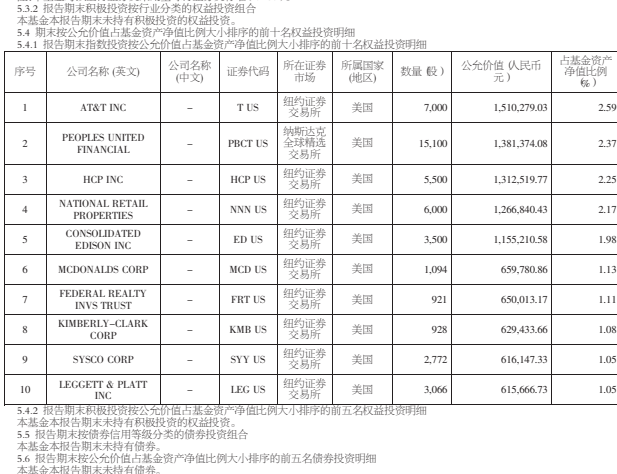 5.3.2 报告期末积极投资按行业分类的权益投资组合
本基金本报告期末未持有积极投资的权益投资。
5.4 期末按公允价值占基金资产净值比例大小排序的前十名权益投资明细
5.4.1 报告期末指数投资按公允价值占基金资产净值比例大小排序的前十名权益投资明细
序号 公司名称 (英文) 公司名称 (中文) 证券代码 所在证券市场 所属国家 (地区) 数量 (股) 公允价值 (人民币元) 占基金资产净值比例 (%)
1 AT&T INC – T US 纽约证券交易所 美国 7,000 1,510,279.03 2.59
2 PEOPLES UNITED FINANCIAL – PBCT US 纳斯达克全球精选交易所 美国 15,100 1,381,374.08 2.37
3 HCP INC – HCP US 纽约证券交易所 美国 5,500 1,312,519.77 2.25
4 NATIONAL RETAIL PROPERTIES – NNN US 纽约证券交易所 美国 6,000 1,266,840.43 2.17
5 CONSOLIDATED EDISON INC – ED US 纽约证券交易所 美国 3,500 1,155,210.58 1.98
6 MCDONALDS CORP – MCD US 纽约证券交易所 美国 1,094 659,780.86 1.13
7 FEDERAL REALTY INVS TRUST – FRT US 纽约证券交易所 美国 921 650,013.17 1.11
8 KIMBERLY-CLARK CORP – KMB US 纽约证券交易所 美国 928 629,433.66 1.08
9 SYSCO CORP – SYY US 纽约证券交易所 美国 2,772 616,147.33 1.05
10 LEGGETT & PLATT INC – LEG US 纽约证券交易所 美国 3,066 615,666.73 1.05
5.4.2 报告期末积极投资按公允价值占基金资产净值比例大小排序的前五名权益投资明细
本基金本报告期末未持有积极投资的权益投资。
5.5 报告期末按债券信用等级分类的债券投资组合
本基金本报告期末未持有债券。
5.6 报告期末按公允价值占基金资产净值比例大小排序的前五名债券投资明细
本基金本报告期末未持有债券。